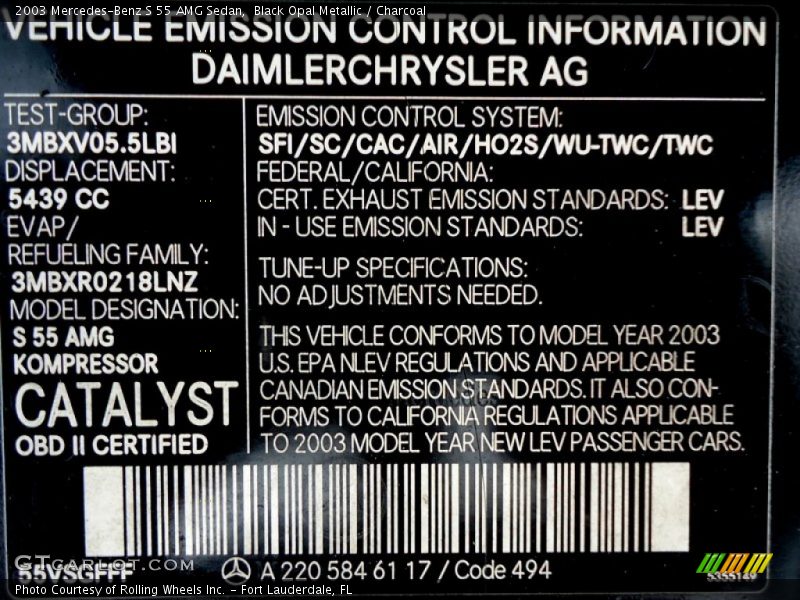 2003 Mercedes-Benz S 55 AMG Sedan, Black Opal Metallic / Charcoal
VEHICLE EMISSION CONTROL INFORMATION
DAIMLERCHRYSLER AG
TEST-GROUP:
3MBXV05.5LBI
DISPLACEMENT:
5439 CC
EVAP/
REFUELING FAMILY:
3MBXR0218LNZ
MODEL DESIGNATION:
S 55 AMG
KOMPRESSOR
CATALYST
OBD II CERTIFIED
EMISSION CONTROL SYSTEM:
SFI/SC/CAC/AIR/HO2S/WU-TWC/TWC
FEDERAL/CALIFORNIA:
CERT. EXHAUST EMISSION STANDARDS: LEV
IN - USE EMISSION STANDARDS: LEV
TUNE-UP SPECIFICATIONS:
NO ADJUSTMENTS NEEDED.
THIS VEHICLE CONFORMS TO MODEL YEAR 2003
U.S. EPA NLEV REGULATIONS AND APPLICABLE
CANADIAN EMISSION STANDARDS. IT ALSO CON-
FORMS TO CALIFORNIA REGULATIONS APPLICABLE
TO 2003 MODEL YEAR NEW LEV PASSENGER CARS.
GTcarlot.com
55VSGFFF
A 220 584 61 17 / Code 494
5355149
Photo Courtesy of Rolling Wheels Inc. - Fort Lauderdale, FL